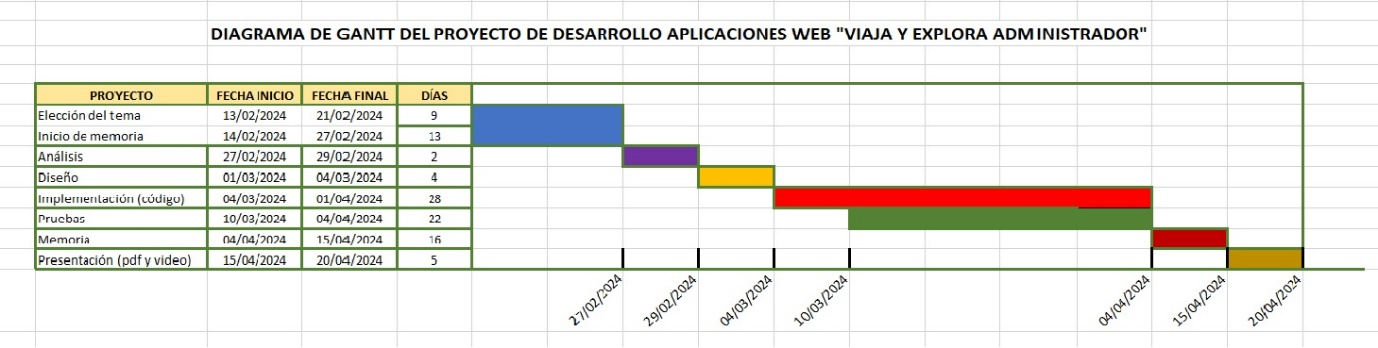 DIAGRAMA DE GANTT DEL PROYECTO DE DESARROLLO APLICACIONES WEB "VIAJA Y EXPLORA ADMINISTRADOR"
PROYECTO FECHA INICIO FECHA FINAL DÍAS
Elección del tema 13/02/2024 21/02/2024 9
Inicio de memoria 14/02/2024 27/02/2024 13
Análisis 27/02/2024 29/02/2024 2
Diseño 01/03/2024 04/03/2024 4
Implementación (código) 04/03/2024 01/04/2024 28
Pruebas 10/03/2024 04/04/2024 22
Memoria 04/04/2024 15/04/2024 16
Presentación (pdf y video) 15/04/2024 20/04/2024 5
27/02/2024 29/02/2024 04/03/2024 10/03/2024 04/04/2024 15/04/2024 20/04/2024